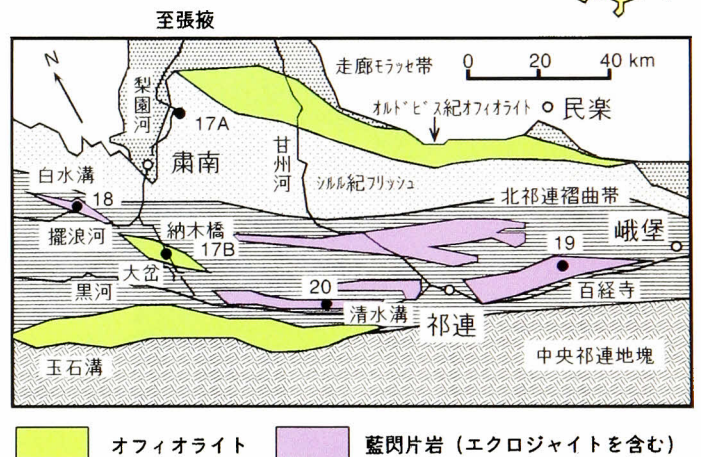 至張掖
N
走廊モラッセ帯
0 20 40 km
梨園河
17A
オルドビス紀オフィオライト
民楽
甘州河
粛南
シルル紀フリッシュ
白水溝
18
北祁連褶曲帯
擺浪河
納木橋
17B
峨堡
19
大岔
20
黒河
百経寺
清水溝
祁連
玉石溝
中央祁連地塊
オフィオライト
藍閃片岩（エクロジャイトを含む）